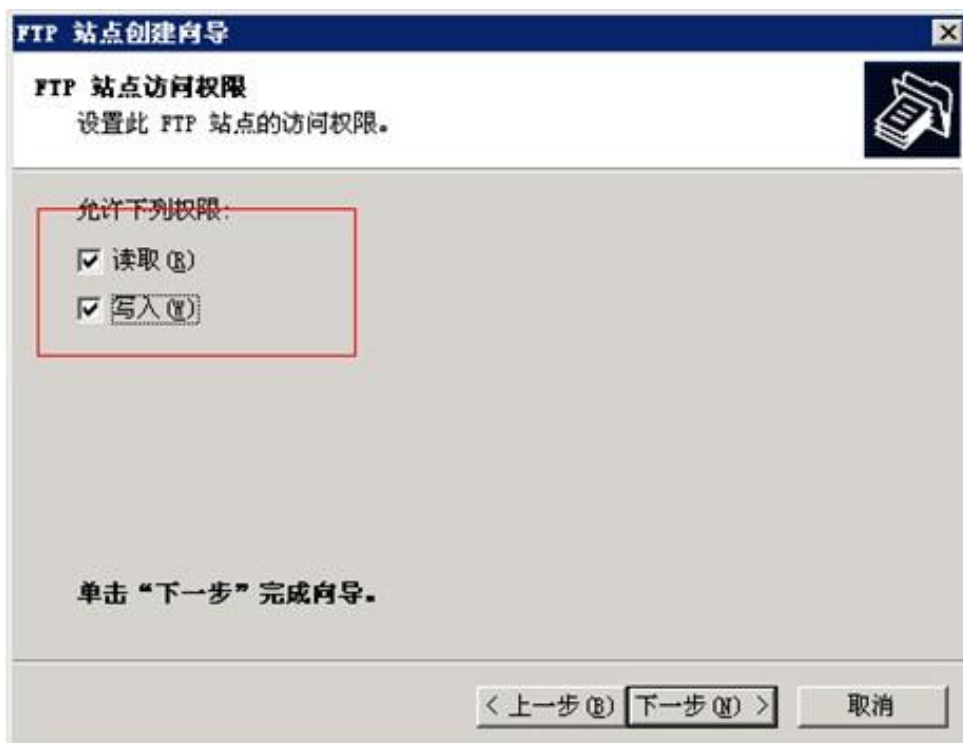 FTP 站点创建向导
FTP 站点访问权限
设置此 FTP 站点的访问权限。
允许下列权限:
读取(R)
写入(W)
单击“下一步”完成向导。
< 上一步(B) 下一步(N) > 取消